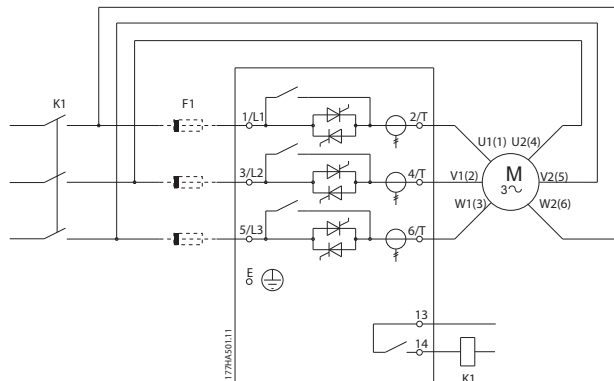 K1
F1
1/L1
2/T
3/L2
4/T
5/L3
6/T
U1(1) U2(4)
V1(2)
M
3~
V2(5)
W1(3)
W2(6)
E
13
14
K1
177HA501.11